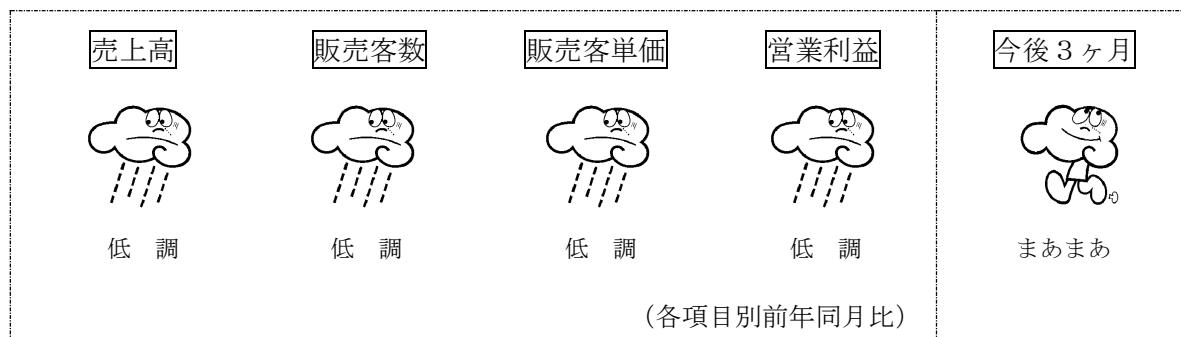 売上高 販売客数 販売客単価 営業利益 今後３ヶ月
低　調 低　調 低　調 低　調 まあまあ
（各項目別前年同月比）